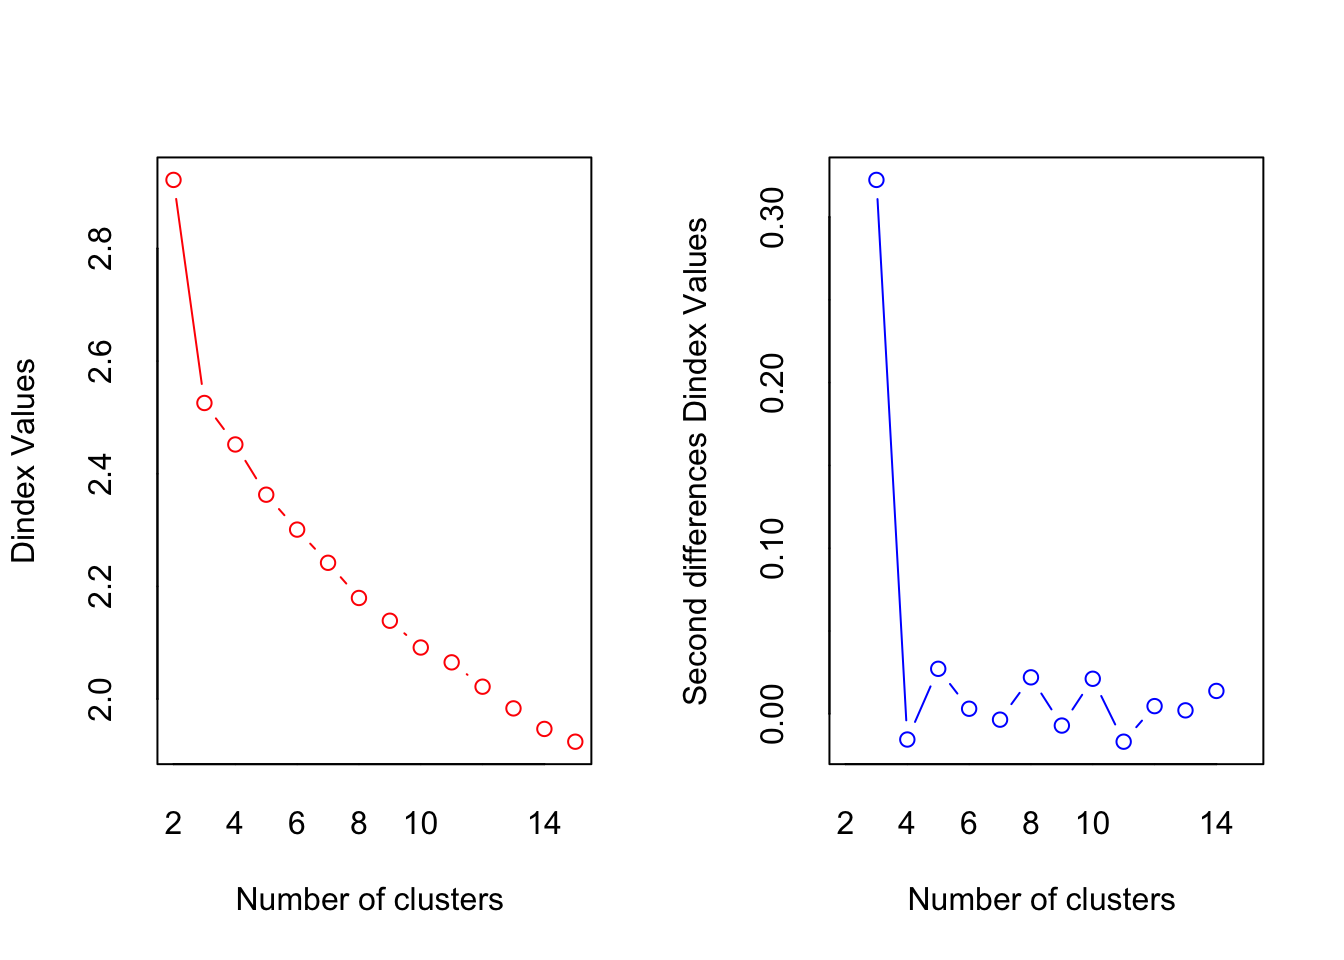 Dindex Values
2.8
2.6
2.4
2.2
2.0
2 4 6 8 10 14
Number of clusters
Second differences Dindex Values
0.30
0.20
0.10
0.00
2 4 6 8 10 14
Number of clusters